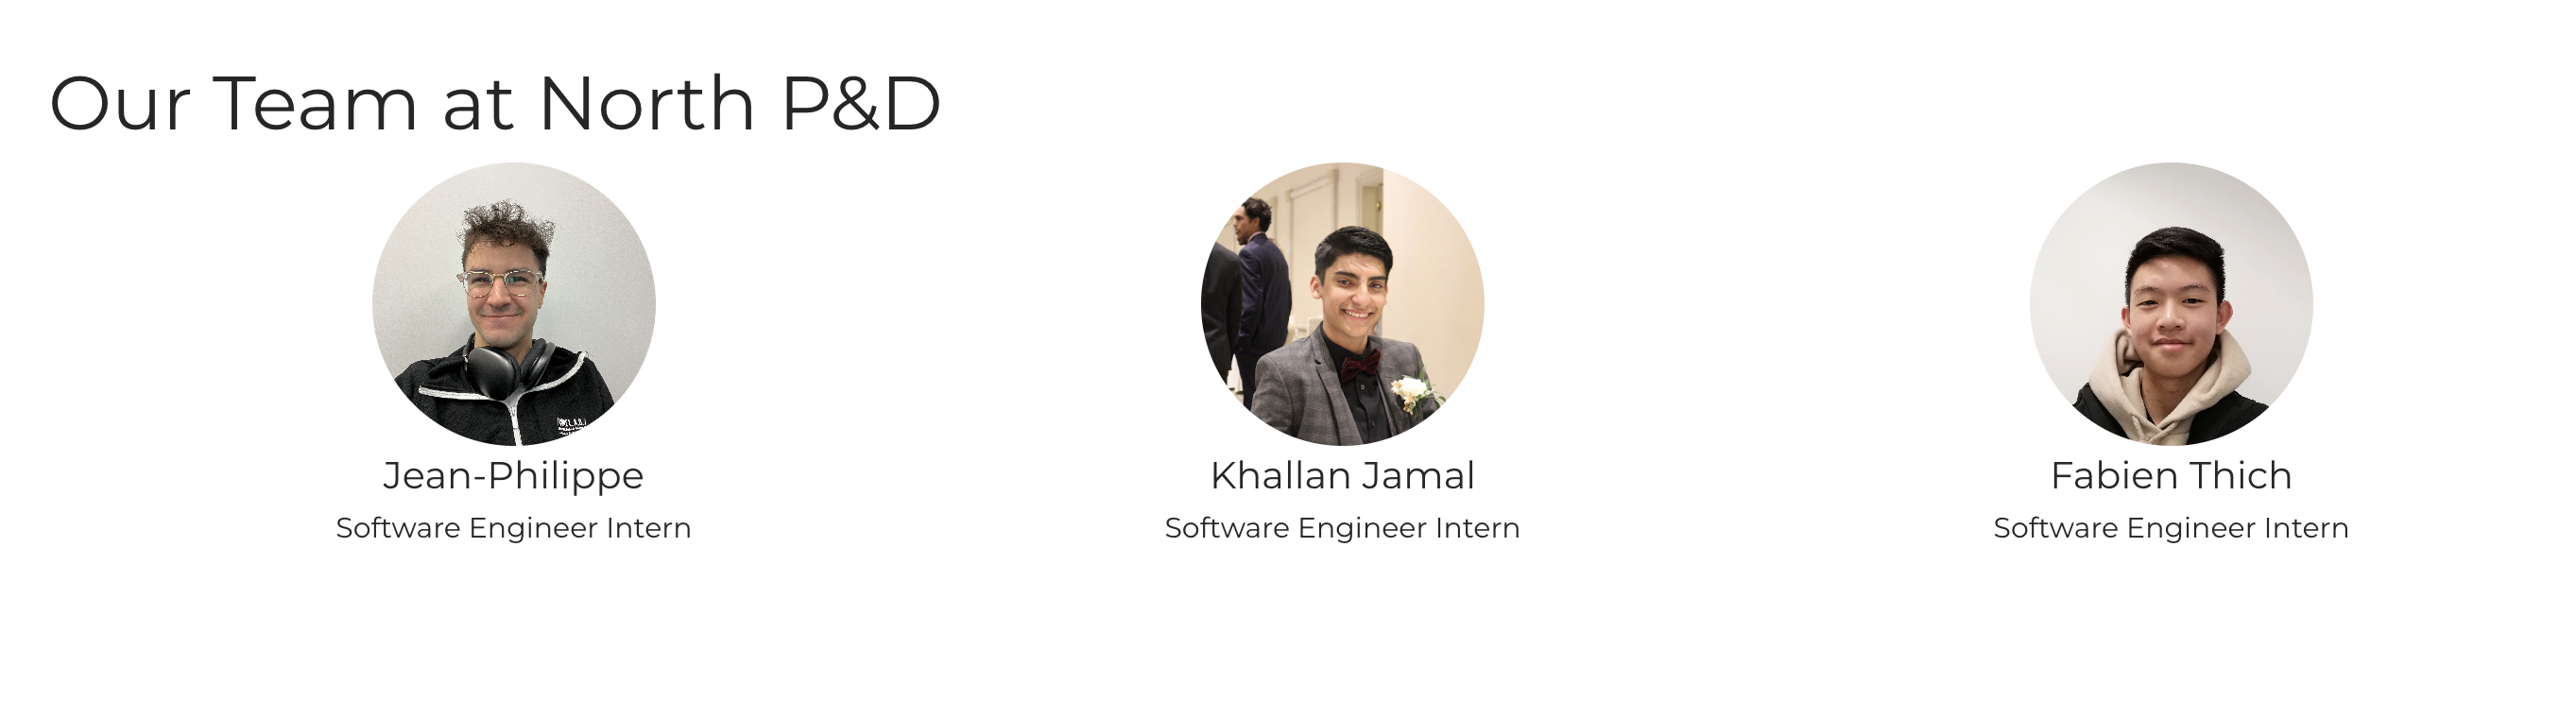 Our Team at North P&D
Jean-Philippe
Khallan Jamal
Fabien Thich
Software Engineer Intern
Software Engineer Intern
Software Engineer Intern